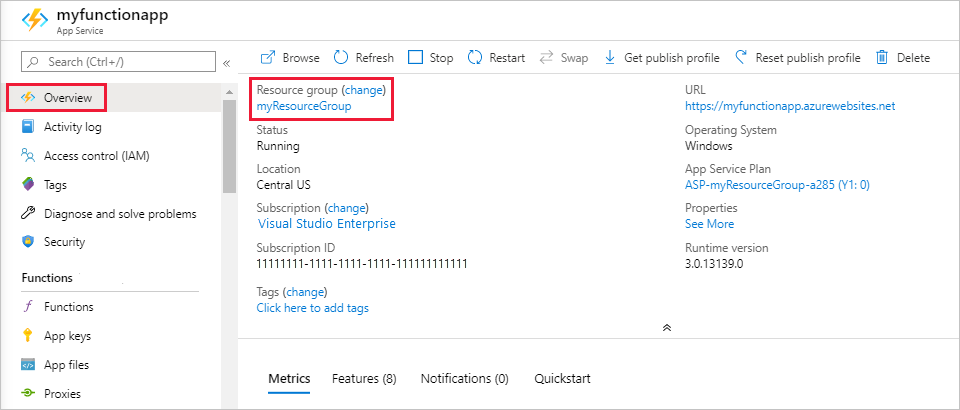 myfunctionapp
App Service
Search (Ctrl+/)
«
Overview
Activity log
Access control (IAM)
Tags
Diagnose and solve problems
Security
Functions
Functions
App keys
App files
Proxies
Browse Refresh Stop Restart Swap Get publish profile Reset publish profile Delete
Resource group (change)
myResourceGroup
Status
Running
Location
Central US
Subscription (change)
Visual Studio Enterprise
Subscription ID
11111111-1111-1111-1111-111111111111
Tags (change)
Click here to add tags
URL
https://myfunctionapp.azurewebsites.net
Operating System
Windows
App Service Plan
ASP-myResourceGroup-a285 (Y1: 0)
Properties
See More
Runtime version
3.0.13139.0
Metrics Features (8) Notifications (0) Quickstart